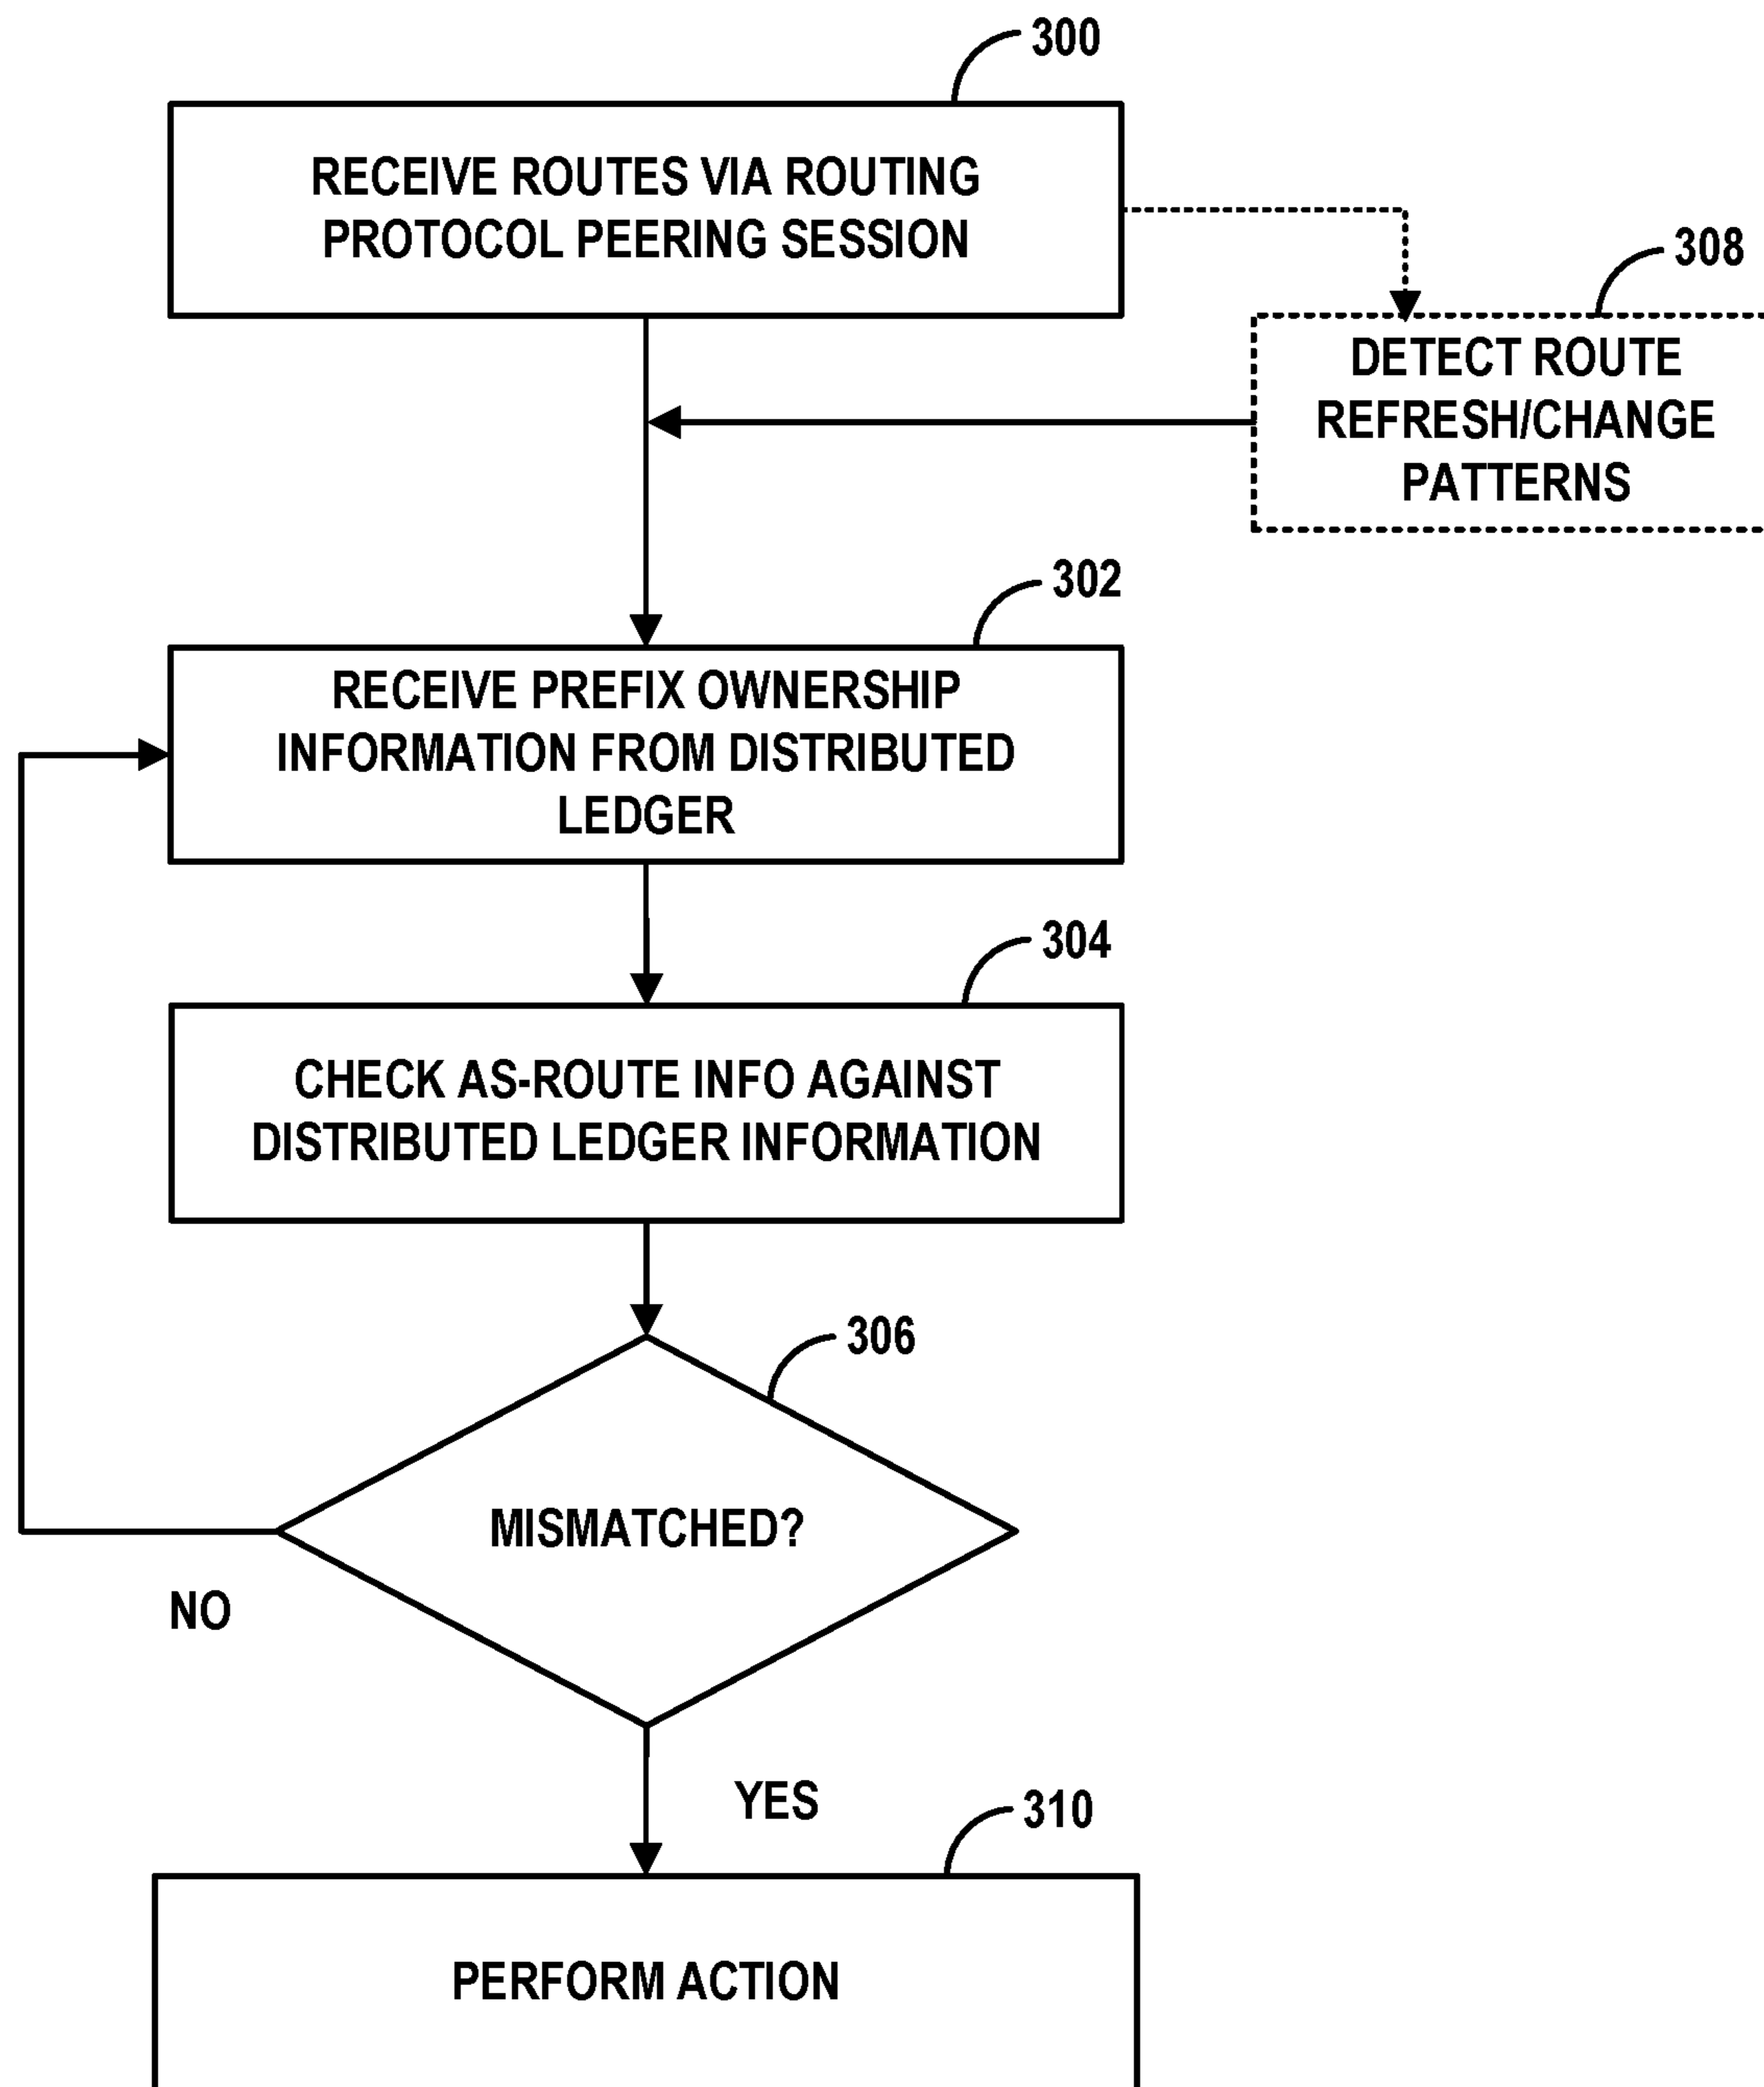 300
RECEIVE ROUTES VIA ROUTING
PROTOCOL PEERING SESSION
308
DETECT ROUTE
REFRESH/CHANGE
PATTERNS
302
RECEIVE PREFIX OWNERSHIP
INFORMATION FROM DISTRIBUTED
LEDGER
304
CHECK AS-ROUTE INFO AGAINST
DISTRIBUTED LEDGER INFORMATION
306
MISMATCHED?
NO
YES
310
PERFORM ACTION